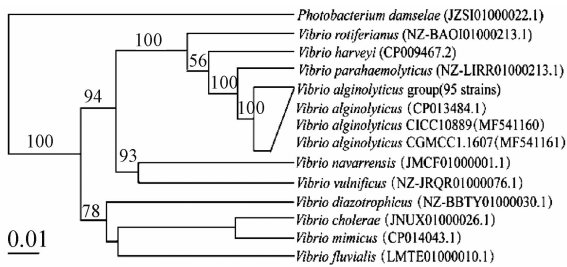 Photobacterium damselae (JZSI01000022.1)
Vibrio rotiferianus (NZ-BAOI01000213.1)
100
Vibrio harveyi (CP009467.2)
56
Vibrio parahaemolyticus (NZ-LIRR01000213.1)
100
Vibrio alginolyticus group(95 strains)
94
100
Vibrio alginolyticus (CP013484.1)
Vibrio alginolyticus CICC10889(MF541160)
100
Vibrio alginolyticus CGMCC1.1607(MF541161)
93
Vibrio navarrensis (JMCF01000001.1)
Vibrio vulnificus (NZ-JRQR01000076.1)
Vibrio diazotrophicus (NZ-BBTY01000030.1)
78
Vibrio cholerae (JNUX01000026.1)
Vibrio mimicus (CP014043.1)
0.01
Vibrio fluvialis (LMTE01000010.1)